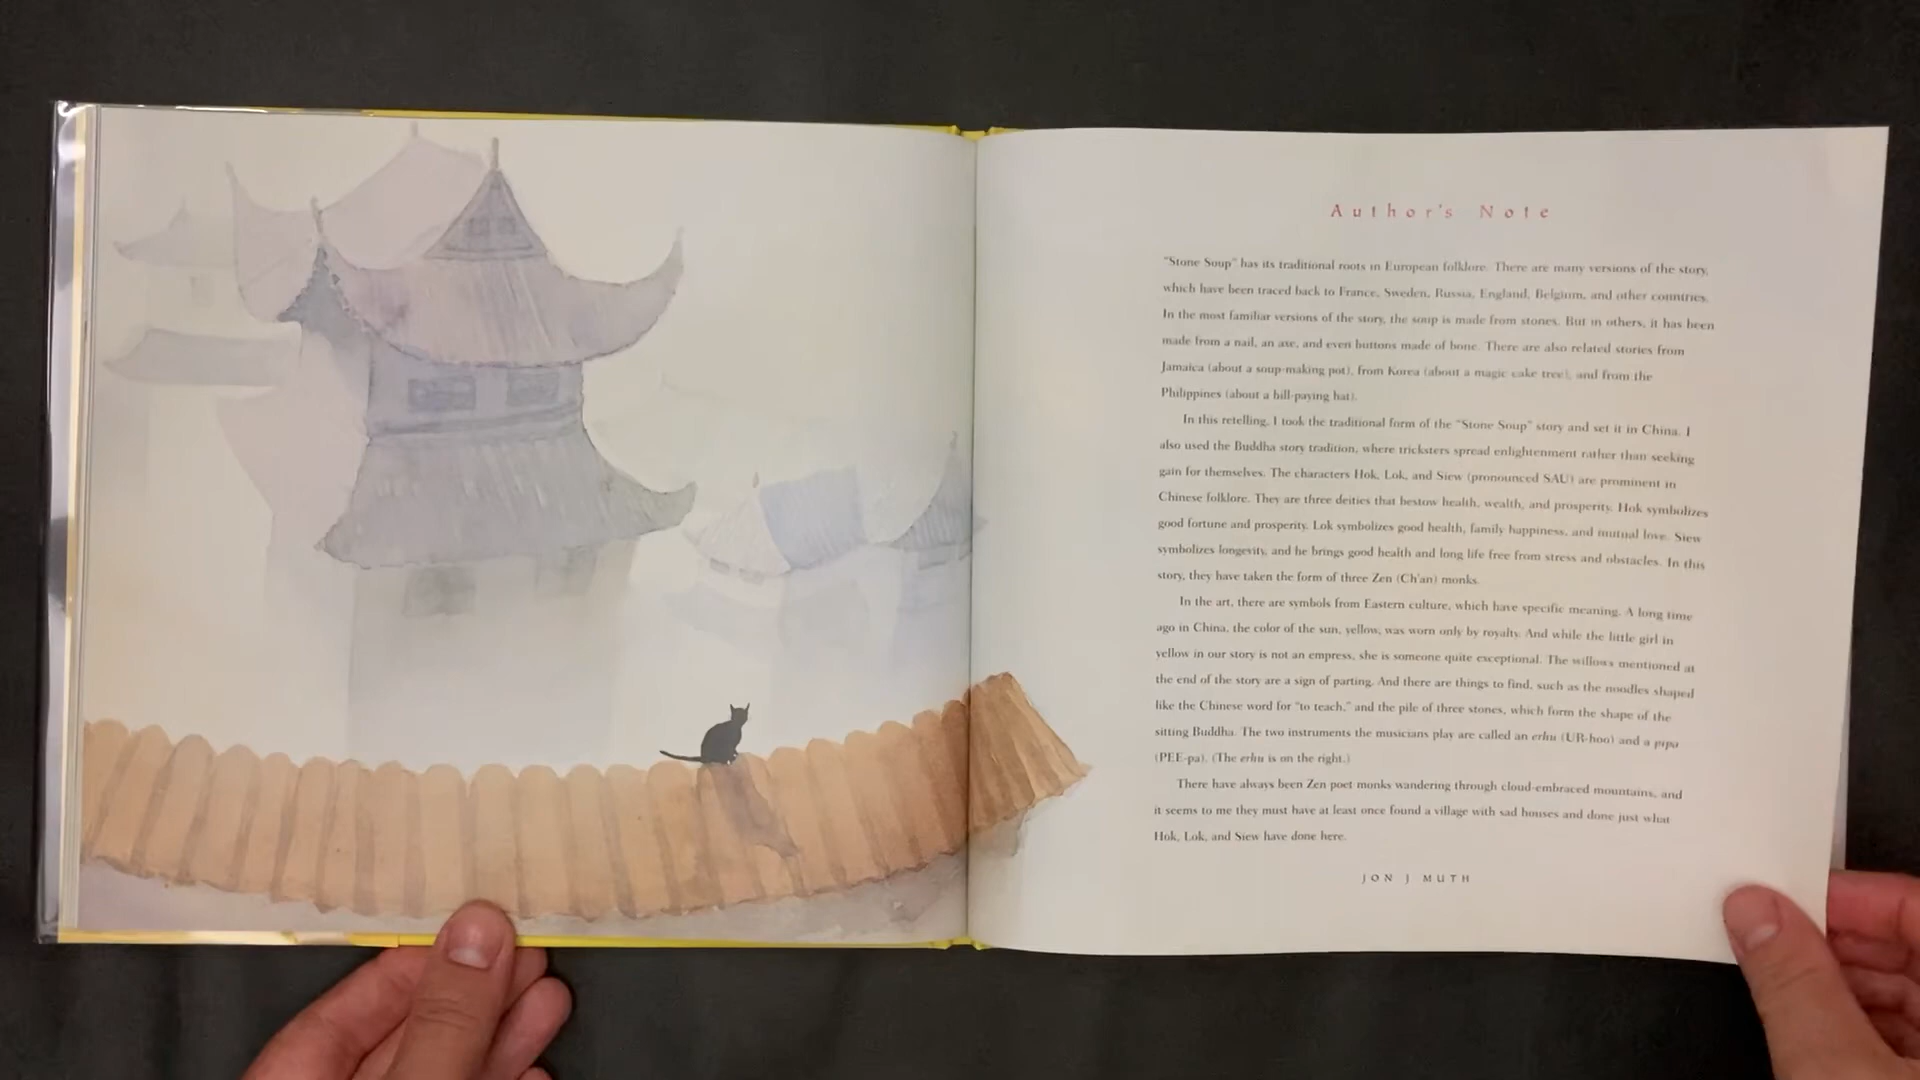 Author's Note
"Stone Soup" has its traditional roots in European folklore. There are many versions of the story,
which have been traced back to France, Sweden, Russia, England, Belgium, and other countries.
In the most familiar versions of the story, the soup is made from stones. But in others, it has been
made from a nail, an axe, and even buttons made of bone. There are also related stories from
Jamaica (about a soup-making pot), from Korea (about a magic cake tree), and from the
Philippines (about a bill-paying hat).
In this retelling, I took the traditional form of the "Stone Soup" story and set it in China. I
also used the Buddha story tradition, where tricksters spread enlightenment rather than seeking
gain for themselves. The characters Hok, Lok, and Siew (pronounced SAU) are prominent in
Chinese folklore. They are three deities that bestow health, wealth, and prosperity. Hok symbolizes
good fortune and prosperity. Lok symbolizes good health, family happiness, and mutual love. Siew
symbolizes longevity, and he brings good health and long life free from stress and obstacles. In this
story, they have taken the form of three Zen (Ch'an) monks.
In the art, there are symbols from Eastern culture, which have specific meaning. A long time
ago in China, the color of the sun, yellow, was worn only by royalty. And while the little girl in
yellow in our story is not an empress, she is someone quite exceptional. The willows mentioned at
the end of the story are a sign of parting. And there are things to find, such as the noodles shaped
like the Chinese word for "to teach," and the pile of three stones, which form the shape of the
sitting Buddha. The two instruments the musicians play are called an erhu (UR-hoo) and a pipa
(PEE-pa). (The erhu is on the right.)
There have always been Zen poet monks wandering through cloud-embraced mountains, and
it seems to me they must have at least once found a village with sad houses and done just what
Hok, Lok, and Siew have done here.
JON J MUTH